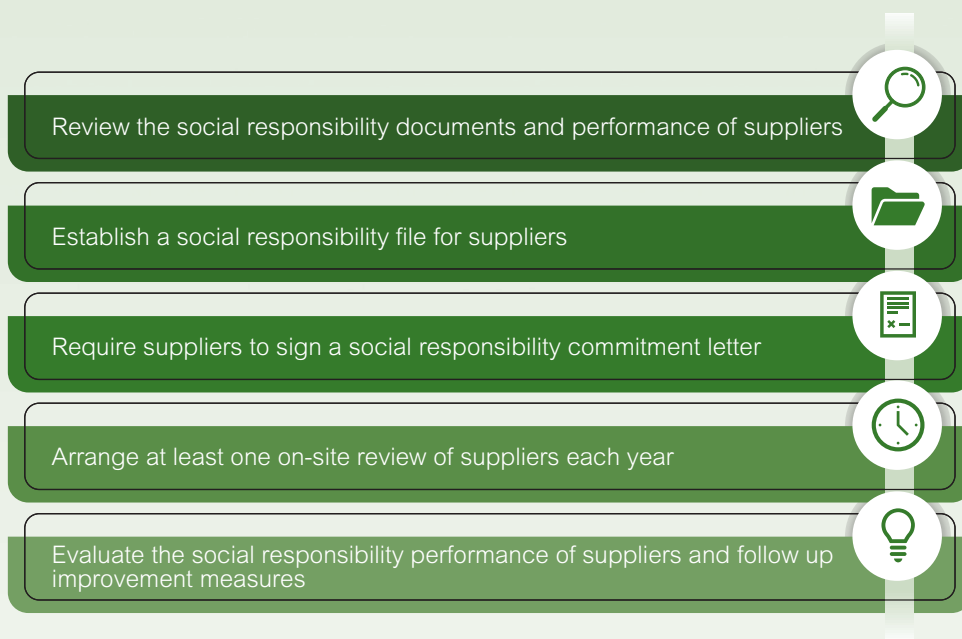 Review the social responsibility documents and performance of suppliers
Establish a social responsibility file for suppliers
Require suppliers to sign a social responsibility commitment letter
Arrange at least one on-site review of suppliers each year
Evaluate the social responsibility performance of suppliers and follow up
improvement measures